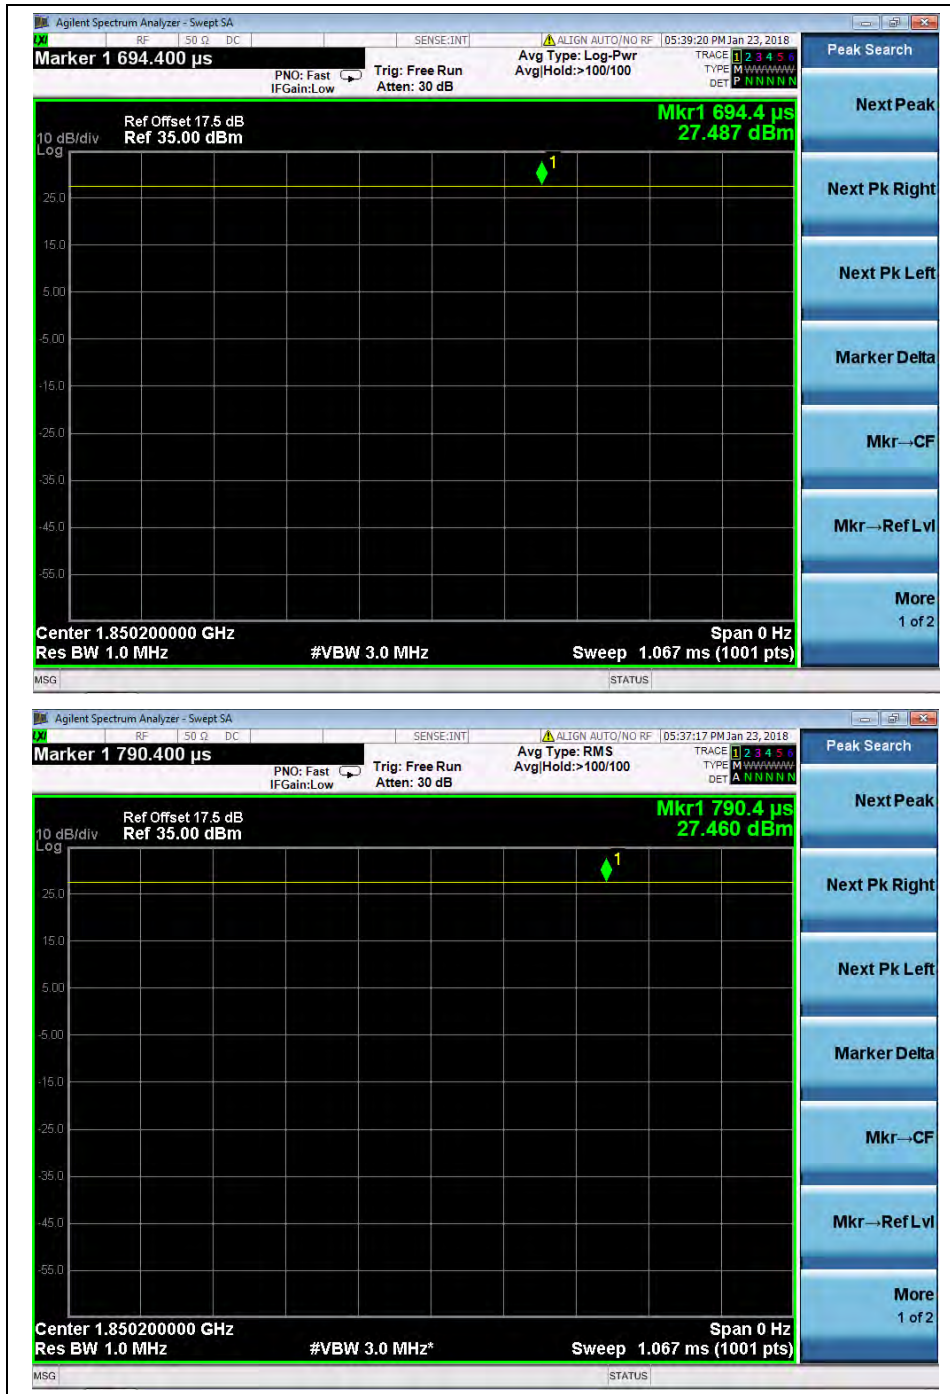 Agilent Spectrum Analyzer - Swept SA
LXI RF 50 Ω DC SENSE:INT ALIGN AUTO/NO RF 05:39:20 PM Jan 23, 2018
Marker 1 694.400 µs
PNO: Fast Trig: Free Run Avg Type: Log-Pwr TRACE 1 2 3 4 5 6
IFGain:Low Atten: 30 dB Avg|Hold:>100/100 TYPE M WWWWW
DET P N N N N N
Peak Search
Next Peak
Next Pk Right
Next Pk Left
Marker Delta
Mkr→CF
Mkr→Ref Lvl
More
1 of 2
Mkr1 694.4 µs
27.487 dBm
Ref Offset 17.5 dB
10 dB/div Ref 35.00 dBm
Log
1
25.0
15.0
5.00
-5.00
-15.0
-25.0
-35.0
-45.0
-55.0
Center 1.850200000 GHz Span 0 Hz
Res BW 1.0 MHz #VBW 3.0 MHz Sweep 1.067 ms (1001 pts)
MSG STATUS
Agilent Spectrum Analyzer - Swept SA
LXI RF 50 Ω DC SENSE:INT ALIGN AUTO/NO RF 05:37:17 PM Jan 23, 2018
Marker 1 790.400 µs
PNO: Fast Trig: Free Run Avg Type: RMS TRACE 1 2 3 4 5 6
IFGain:Low Atten: 30 dB Avg|Hold:>100/100 TYPE M WWWWW
DET A N N N N N
Peak Search
Next Peak
Next Pk Right
Next Pk Left
Marker Delta
Mkr→CF
Mkr→Ref Lvl
More
1 of 2
Mkr1 790.4 µs
27.460 dBm
Ref Offset 17.5 dB
10 dB/div Ref 35.00 dBm
Log
1
25.0
15.0
5.00
-5.00
-15.0
-25.0
-35.0
-45.0
-55.0
Center 1.850200000 GHz Span 0 Hz
Res BW 1.0 MHz #VBW 3.0 MHz* Sweep 1.067 ms (1001 pts)
MSG STATUS